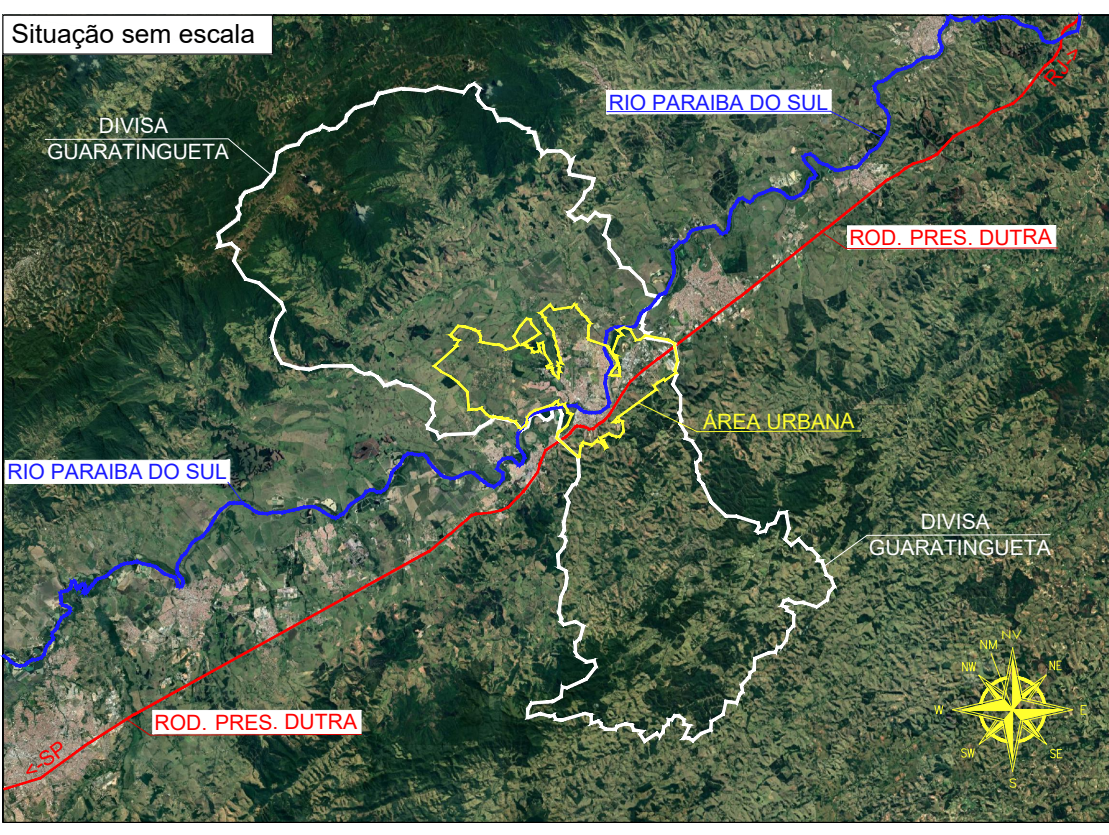 Situação sem escala
RJ->
RIO PARAIBA DO SUL
DIVISA
GUARATINGUETA
ROD. PRES. DUTRA
ÁREA URBANA
RIO PARAIBA DO SUL
DIVISA
GUARATINGUETA
ROD. PRES. DUTRA
<-SP
NV
NM
NW
NE
W
E
SW
SE
S